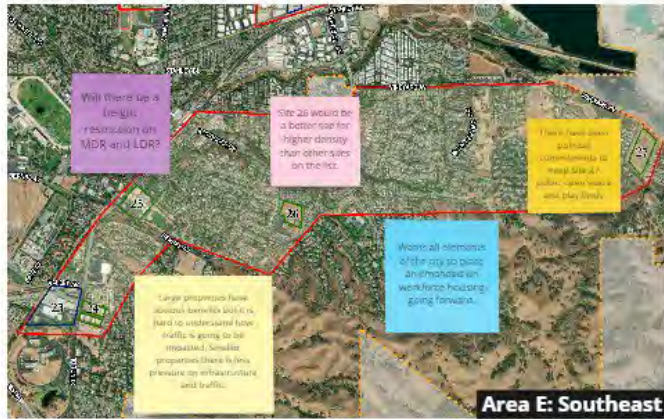 Will there be a
height
restriction on
MDR and LDR?
Site 26 would be
a better site for
higher density
than other sites
on the list.
There have been
political
commitments to
keep site 27
public open space
and play fields
25
26
27
23
24
Want all elements
of the city to place
an emphasis on
workforce housing
going forward.
Large properties have
obvious benefits but it is
hard to understand how
traffic is going to be
impacted. Smaller
properties there is less
pressure on infrastructure
and traffic.
Area E: Southeast